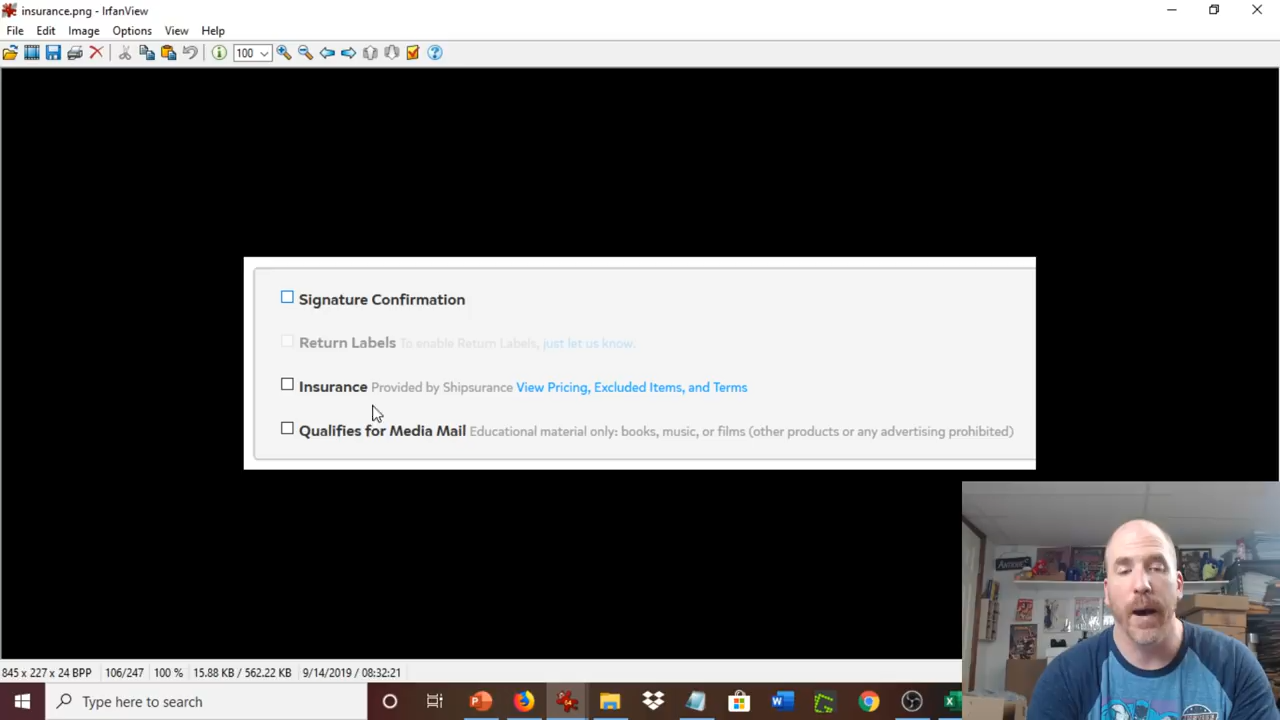 insurance.png - IrfanView
File Edit Image Options View Help
100
Signature Confirmation
Return Labels To enable Return Labels, just let us know.
Insurance Provided by Shipsurance View Pricing, Excluded Items, and Terms
Qualifies for Media Mail Educational material only: books, music, or films (other products or any advertising prohibited)
845 x 227 x 24 BPP 106/247 100 % 15.88 KB / 562.22 KB 9/14/2019 / 08:32:21
Type here to search